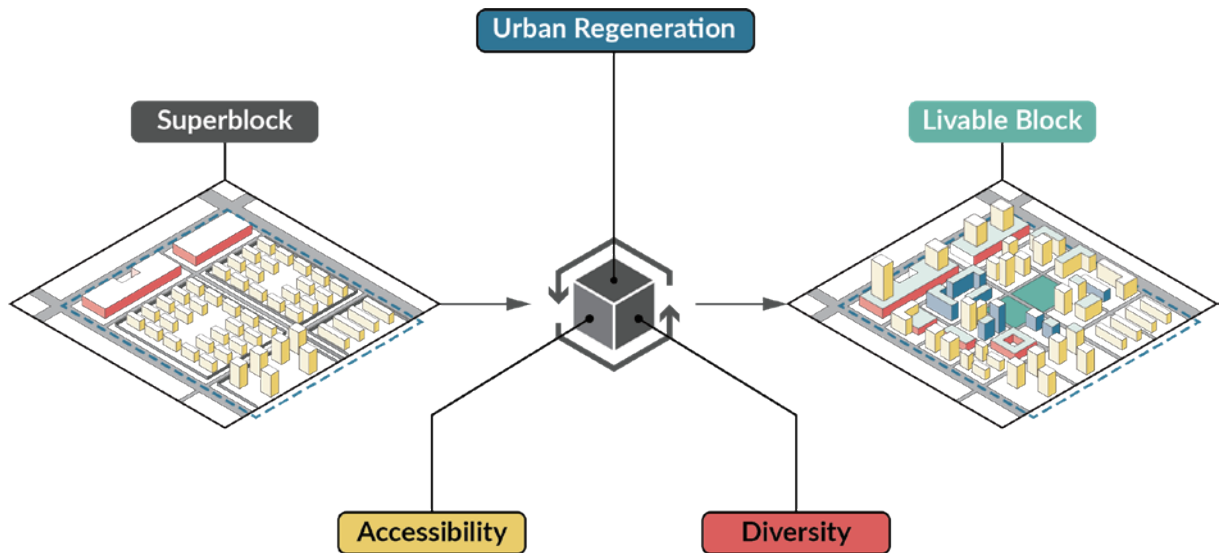 Urban Regeneration
Superblock
Livable Block
Accessibility
Diversity